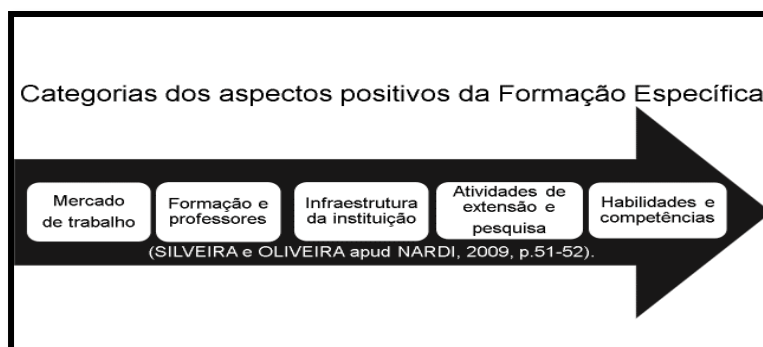 Categorias dos aspectos positivos da Formação Específica
Mercado
de trabalho
Formação e
professores
Infraestrutura
da instituição
Atividades de
extensão e
pesquisa
Habilidades e
competências
(SILVEIRA e OLIVEIRA apud NARDI, 2009, p.51-52).